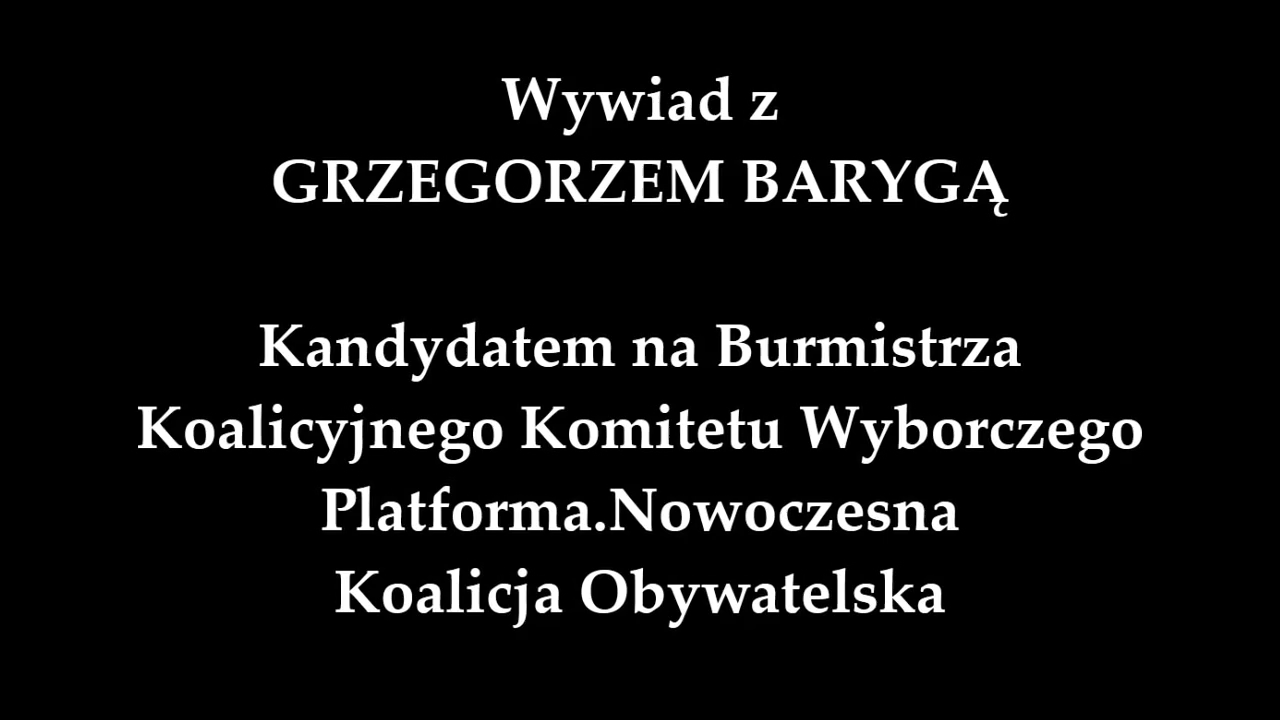 Wywiad z
GRZEGORZEM BARYGĄ
Kandydatem na Burmistrza
Koalicyjnego Komitetu Wyborczego
Platforma.Nowoczesna
Koalicja Obywatelska